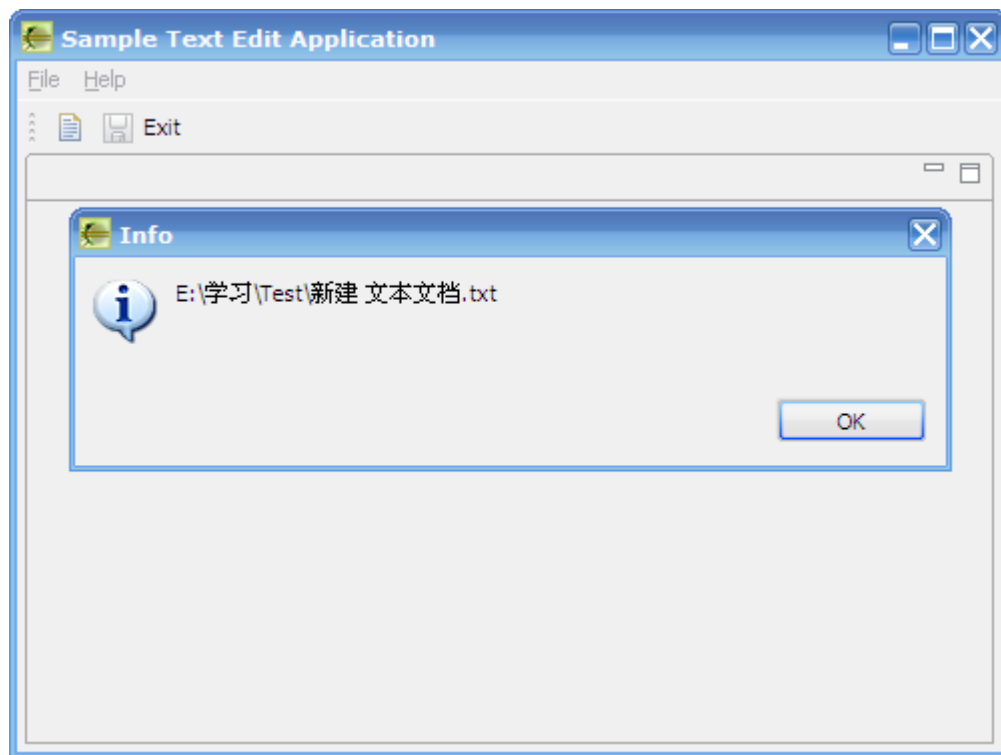 Sample Text Edit Application
File Help
Exit
Info
E:\学习\Test\新建 文本文档.txt
OK